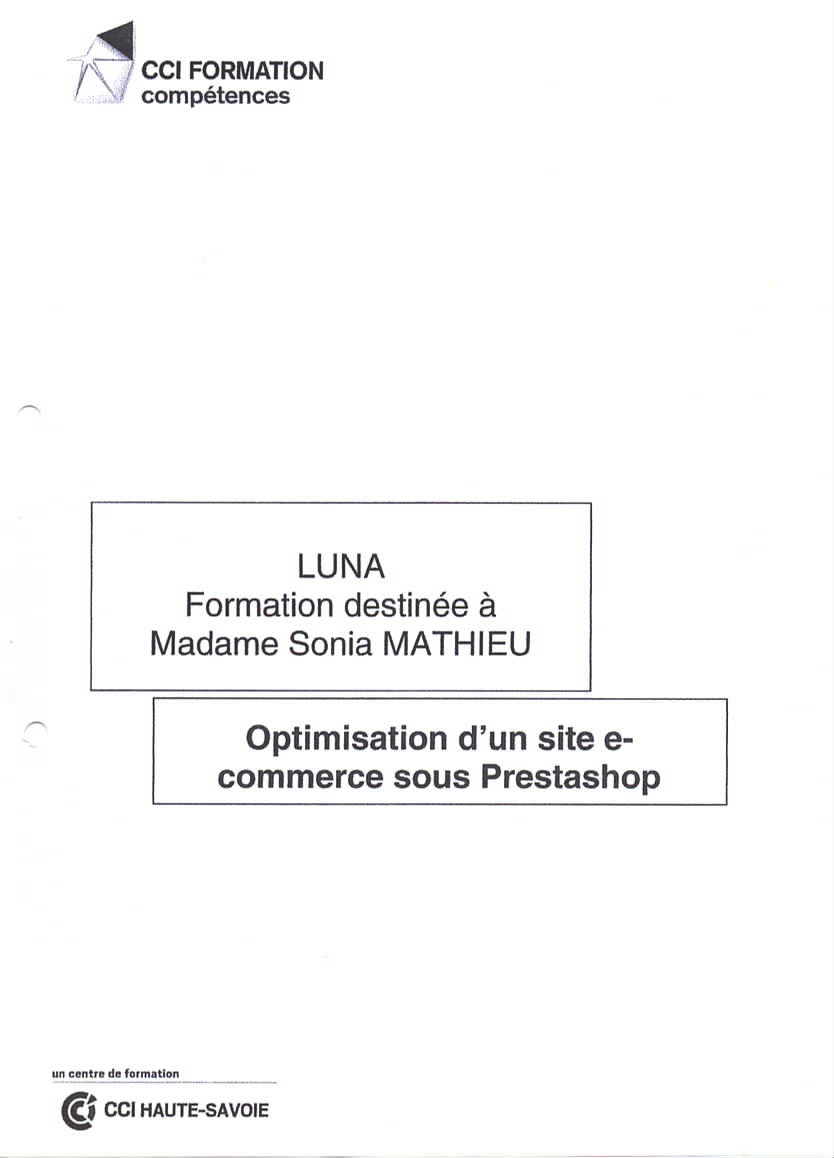 CCI FORMATION
compétences
LUNA
Formation destinée à
Madame Sonia MATHIEU
Optimisation d'un site e-
commerce sous Prestashop
un centre de formation
CCI HAUTE-SAVOIE